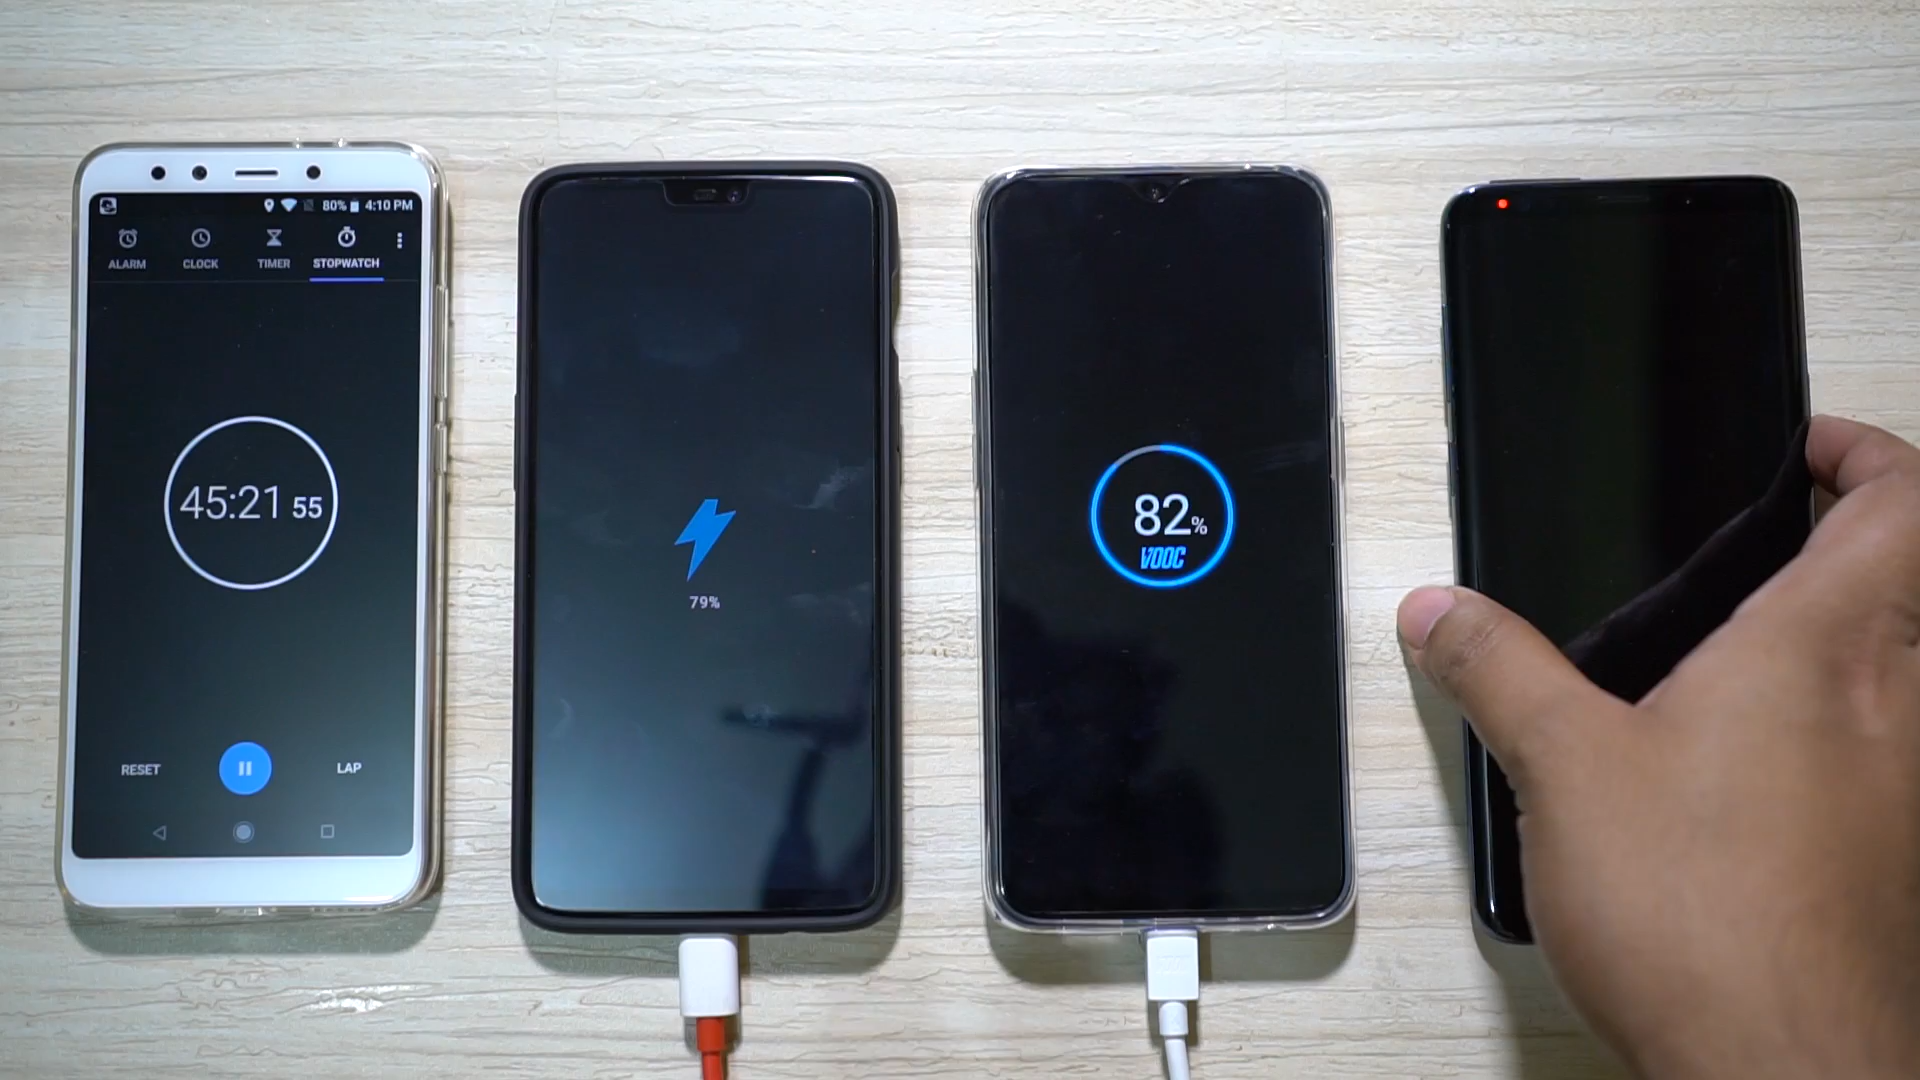 80% 4:10 PM
ALARM CLOCK TIMER STOPWATCH
45:21 55
RESET LAP
79%
82%
VOOC